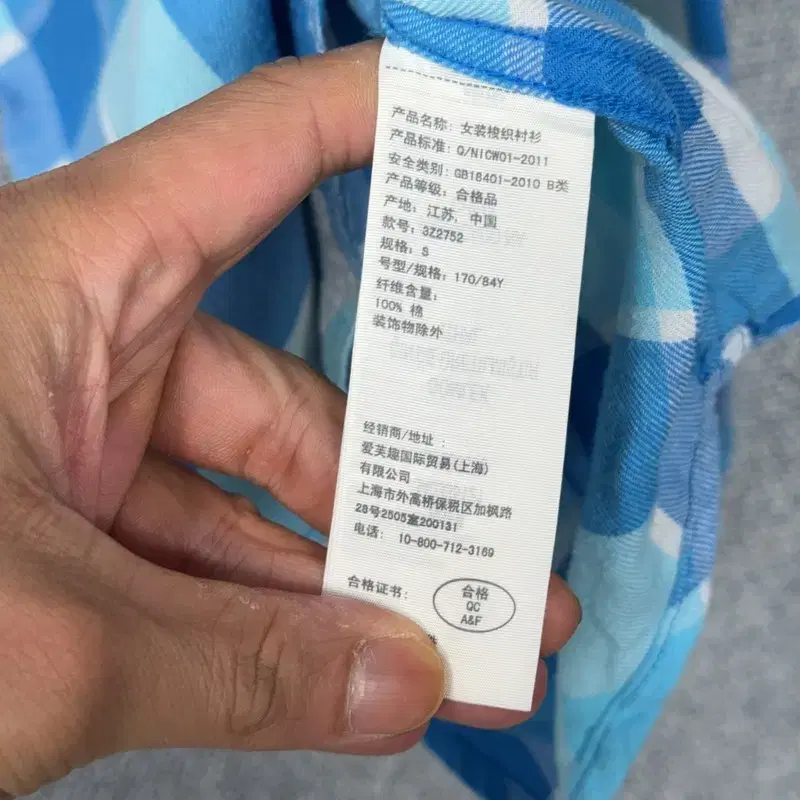 产品名称: 女装梭织衬衫
产品标准: Q/NICW01-2011
安全类别: GB18401-2010 B类
产品等级: 合格品
产地: 江苏, 中国
款号: 3Z2752
规格: S
号型/规格: 170/84Y
纤维含量:
100% 棉
装饰物除外
经销商/地址 :
爱芙趣国际贸易(上海)
有限公司
上海市外高桥保税区加枫路
28号2505室200131
电话: 10-800-712-3169
合格证书:
合格
QC
A&F